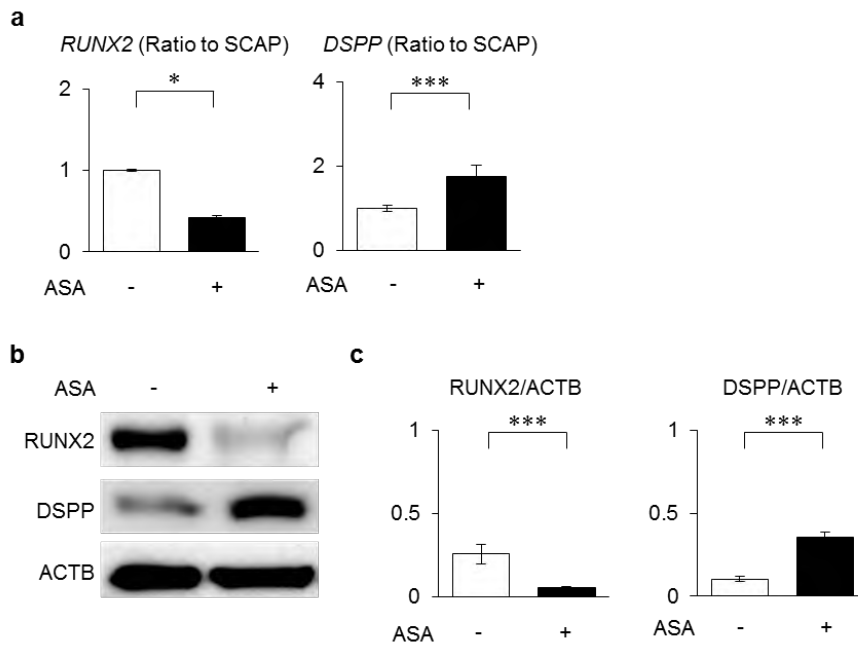 a
RUNX2 (Ratio to SCAP)
DSPP (Ratio to SCAP)
*
***
2
1
0
4
2
0
ASA - +
ASA - +
b
ASA - +
RUNX2
DSPP
ACTB
c
RUNX2/ACTB
DSPP/ACTB
***
***
1
0.5
0
1
0.5
0
ASA - +
ASA - +